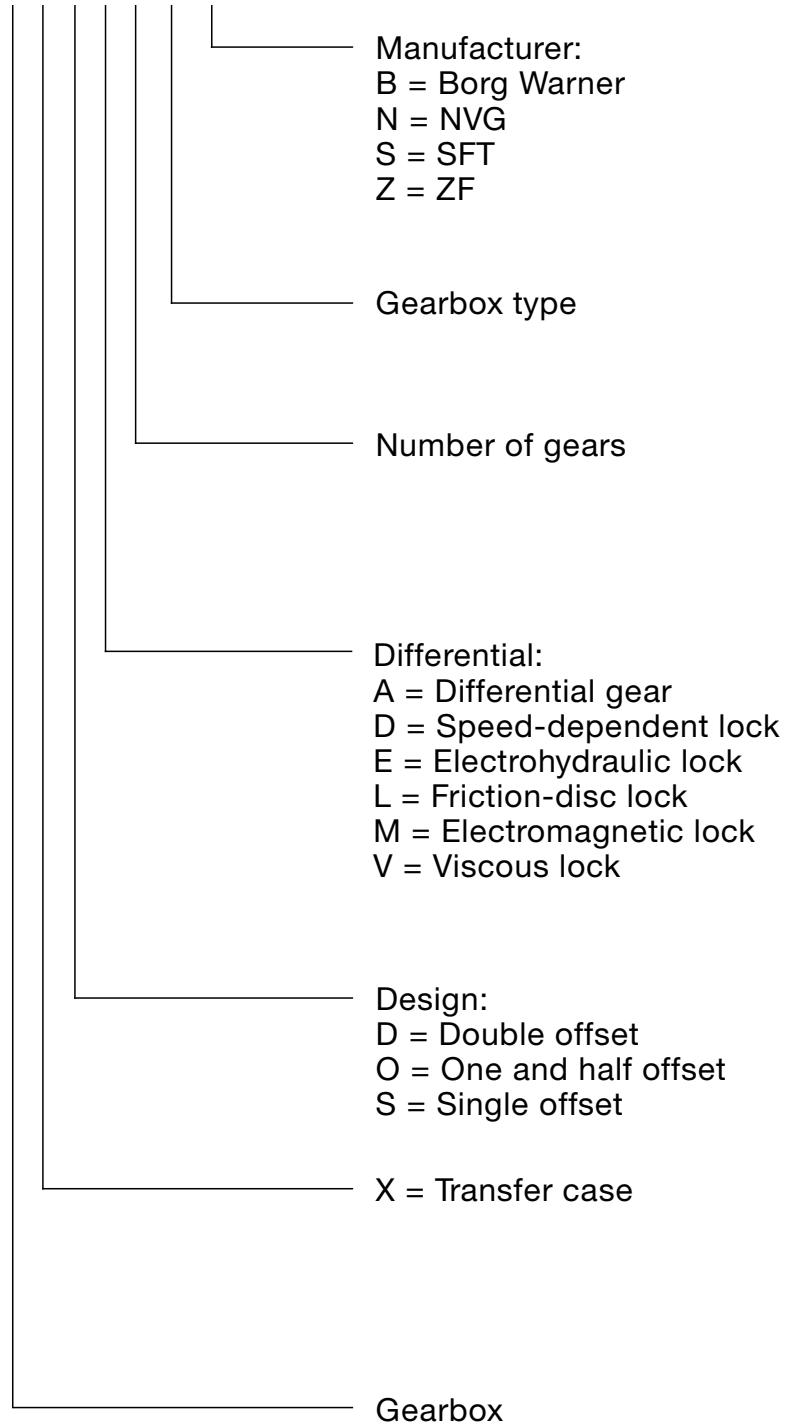 Manufacturer:
B = Borg Warner
N = NVG
S = SFT
Z = ZF
Gearbox type
Number of gears
Differential:
A = Differential gear
D = Speed-dependent lock
E = Electrohydraulic lock
L = Friction-disc lock
M = Electromagnetic lock
V = Viscous lock
Design:
D = Double offset
O = One and half offset
S = Single offset
X = Transfer case
Gearbox